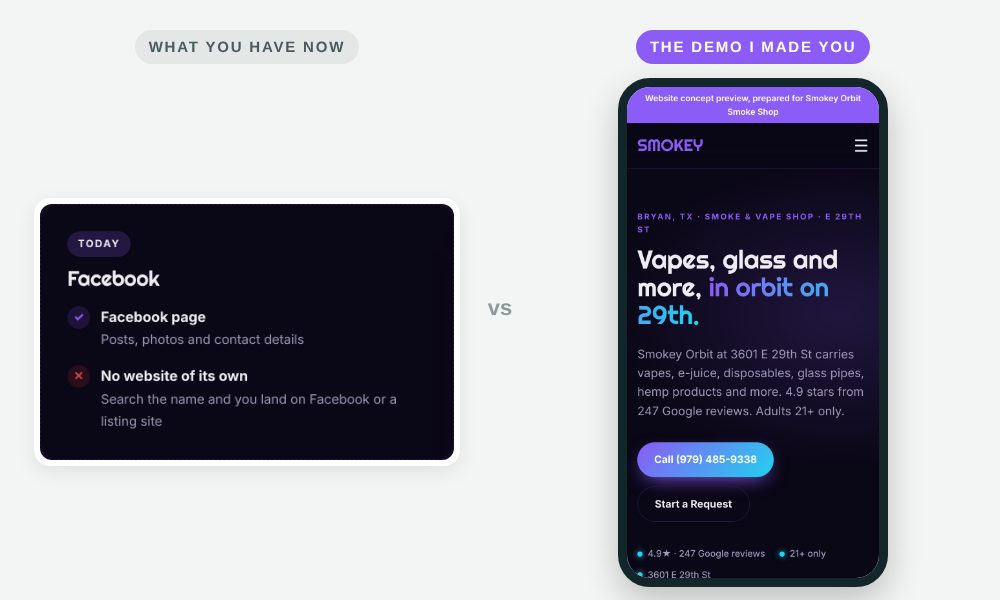 WHAT YOU HAVE NOW
TODAY
Facebook
Facebook page
Posts, photos and contact details
No website of its own
Search the name and you land on Facebook or a
listing site
vs
THE DEMO I MADE YOU
Website concept preview, prepared for Smokey Orbit
Smoke Shop
SMOKEY
BRYAN, TX · SMOKE & VAPE SHOP · E 29TH
ST
Vapes, glass and
more, in orbit on
29th.
Smokey Orbit at 3601 E 29th St carries
vapes, e-juice, disposables, glass pipes,
hemp products and more. 4.9 stars from
247 Google reviews. Adults 21+ only.
Call (979) 485-9338
Start a Request
4.9★ · 247 Google reviews 21+ only
3601 E 29th St